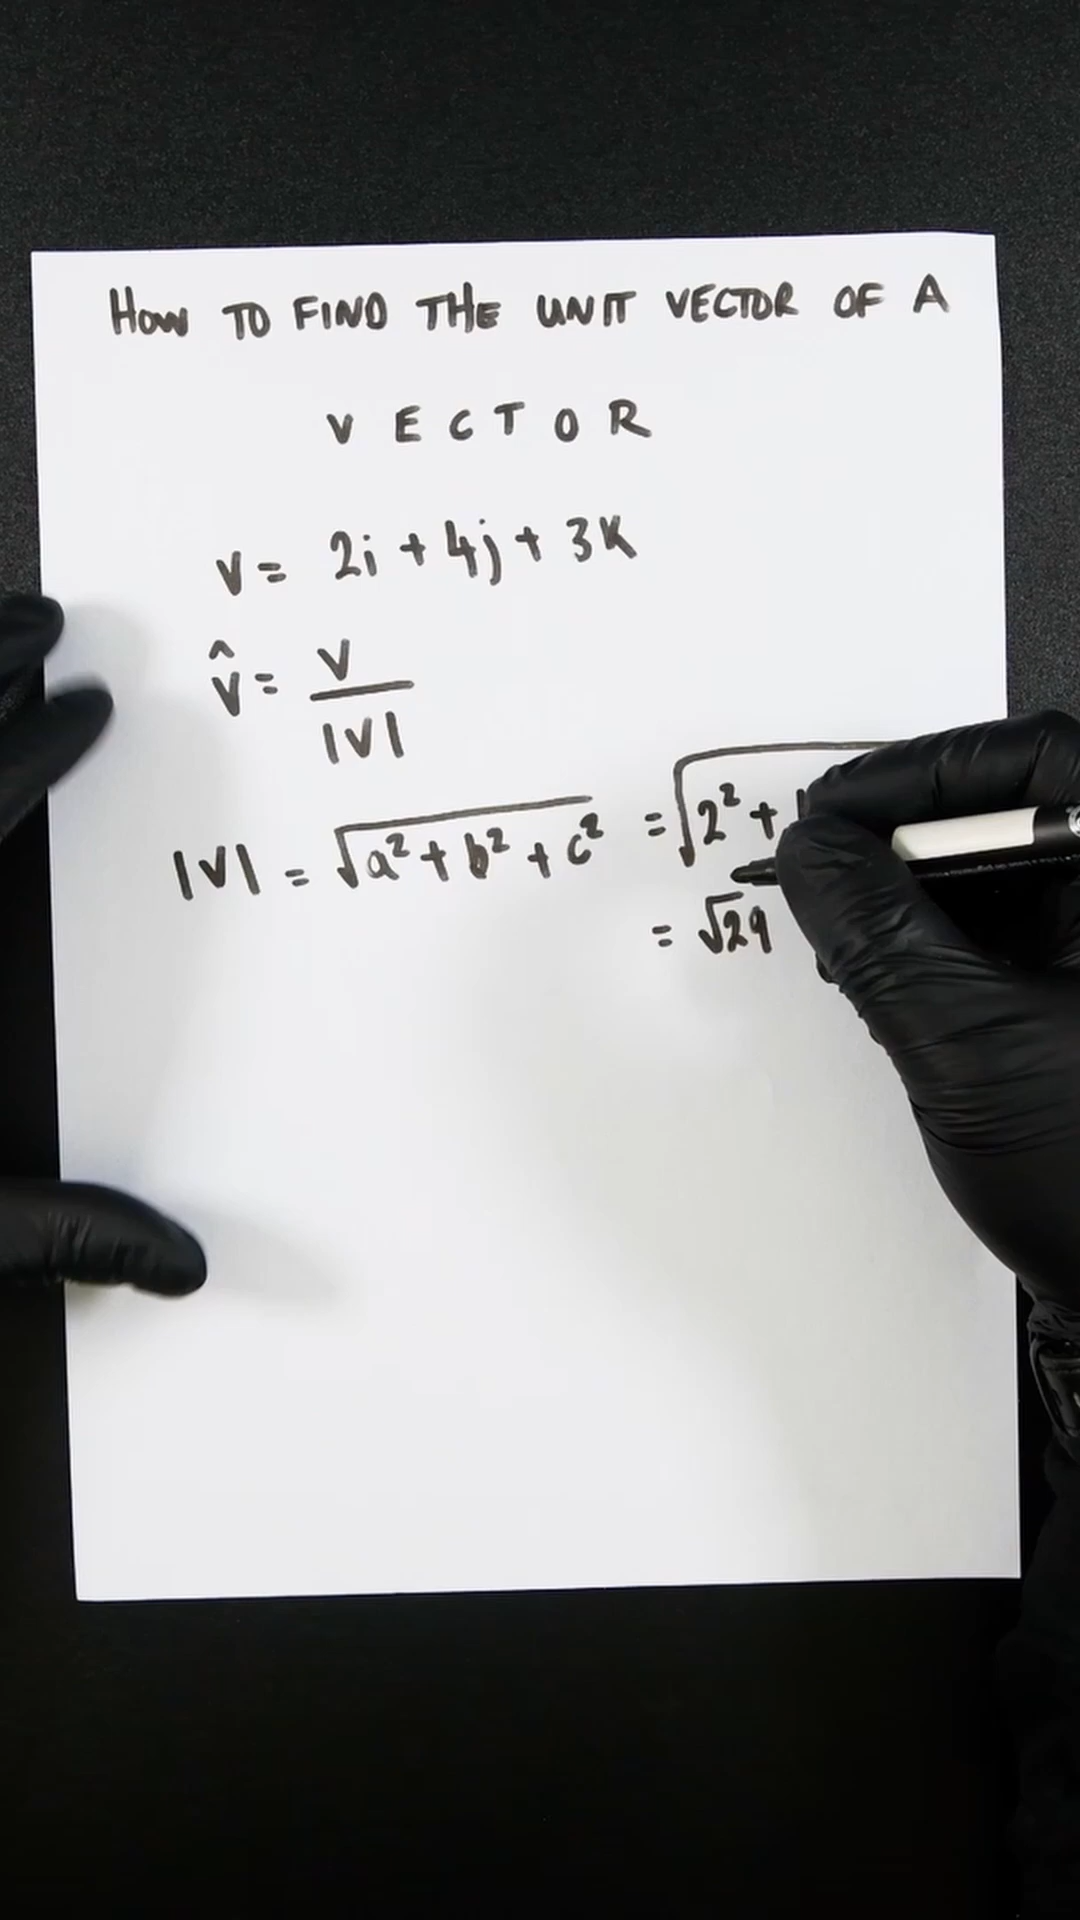 HOW TO FIND THE UNIT VECTOR OF A
VECTOR
V = 2i + 4j + 3K
V̂ = V / |V|
|V| = √a² + b² + c² = √2² +
= √29